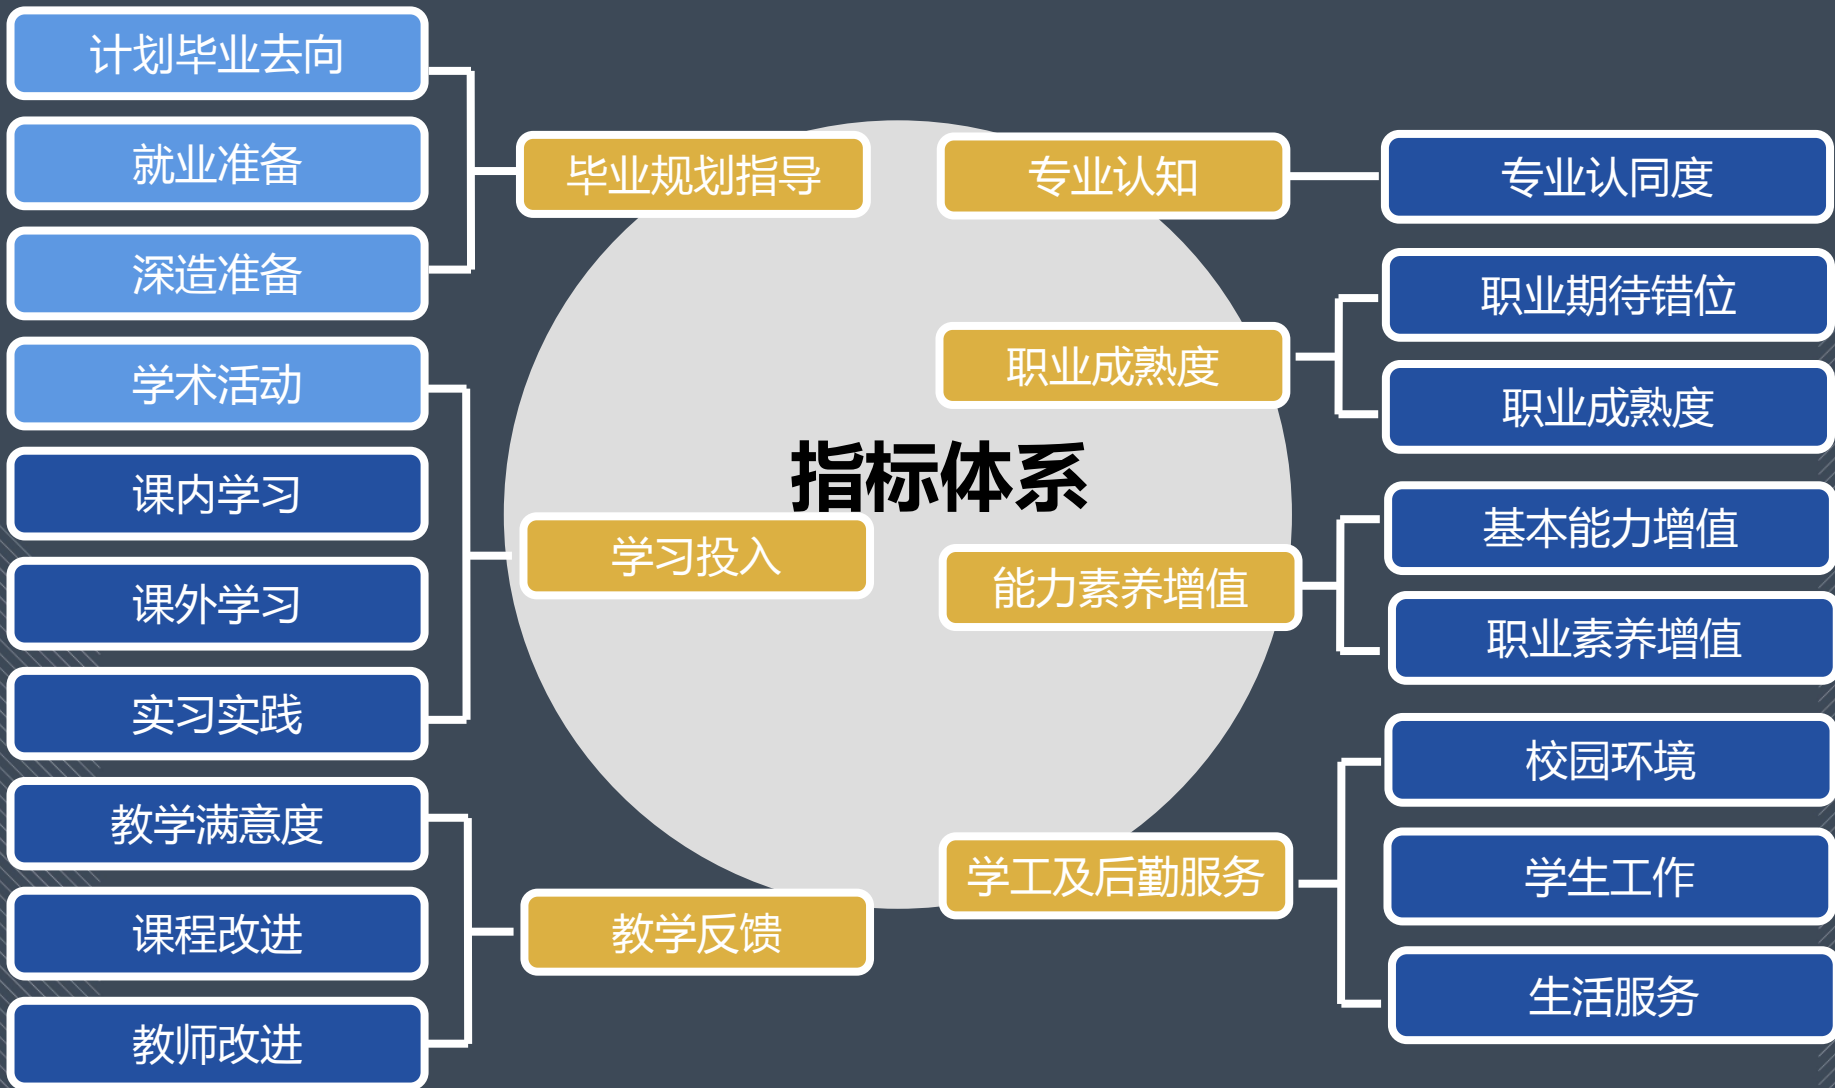 计划毕业去向
就业准备
深造准备
学术活动
课内学习
课外学习
实习实践
教学满意度
课程改进
教师改进
毕业规划指导
学习投入
教学反馈
指标体系
专业认知
职业成熟度
能力素养增值
学工及后勤服务
专业认同度
职业期待错位
职业成熟度
基本能力增值
职业素养增值
校园环境
学生工作
生活服务